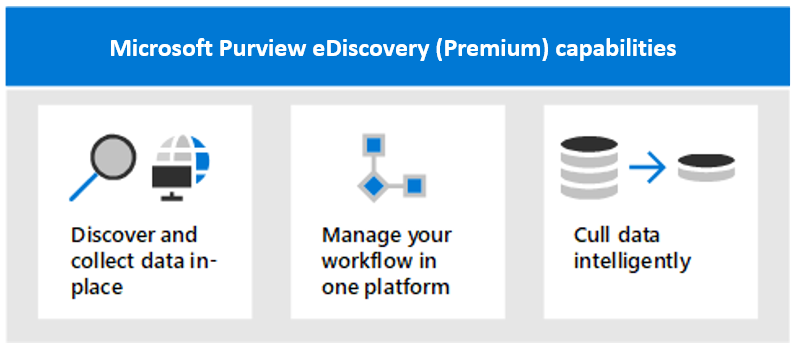 Microsoft Purview eDiscovery (Premium) capabilities
Discover and
collect data in-
place
Manage your
workflow in
one platform
Cull data
intelligently